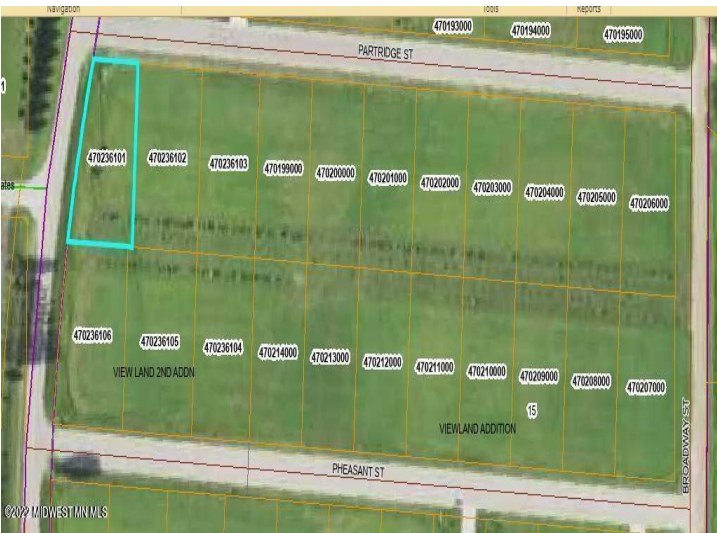 Navigation Tools Reports
470193000 470194000 470195000
PARTRIDGE ST
1
470236101 470236102 470236103 470199000 470200000 470201000 470202000 470203000 470204000 470205000 470206000
ates
470236106 470236105 470236104 470214000 470213000 470212000 470211000 470210000 470209000 470208000 470207000
VIEW LAND 2ND ADDN
15
VIEWLAND ADDITION
BROADWAY ST
PHEASANT ST
©2022 MIDWEST MN MLS